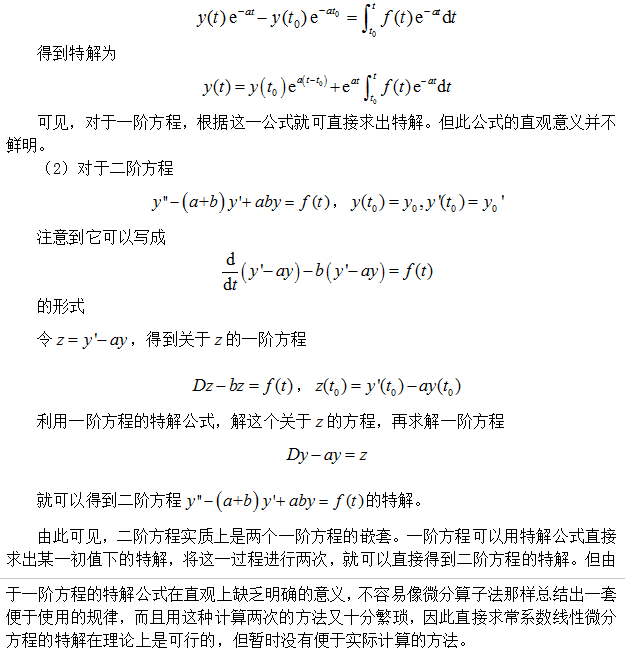 y(t)e^{-at} - y(t_0)e^{-at_0} = ∫_{t_0}^{t} f(t)e^{-at}dt
得到特解为
y(t) = y(t_0)e^{a(t-t_0)} + e^{at}∫_{t_0}^{t} f(t)e^{-at}dt
可见，对于一阶方程，根据这一公式就可直接求出特解。但此公式的直观意义并不
鲜明。
（2）对于二阶方程
y''-(a+b)y'+aby = f(t)， y(t_0) = y_0, y'(t_0) = y_0'
注意到它可以写成
d/dt (y'-ay) - b(y'-ay) = f(t)
的形式
令 z = y'-ay，得到关于 z 的一阶方程
Dz - bz = f(t)， z(t_0) = y'(t_0) - ay(t_0)
利用一阶方程的特解公式，解这个关于 z 的方程，再求解一阶方程
Dy - ay = z
就可以得到二阶方程 y''-(a+b)y'+aby = f(t) 的特解。
由此可见，二阶方程实质上是两个一阶方程的嵌套。一阶方程可以用特解公式直接
求出某一初值下的特解，将这一过程进行两次，就可以直接得到二阶方程的特解。但由
于一阶方程的特解公式在直观上缺乏明确的意义，不容易像微分算子法那样总结出一套
便于使用的规律，而且用这种计算两次的方法又十分繁琐，因此直接求常系数线性微分
方程的特解在理论上是可行的，但暂时没有便于实际计算的方法。